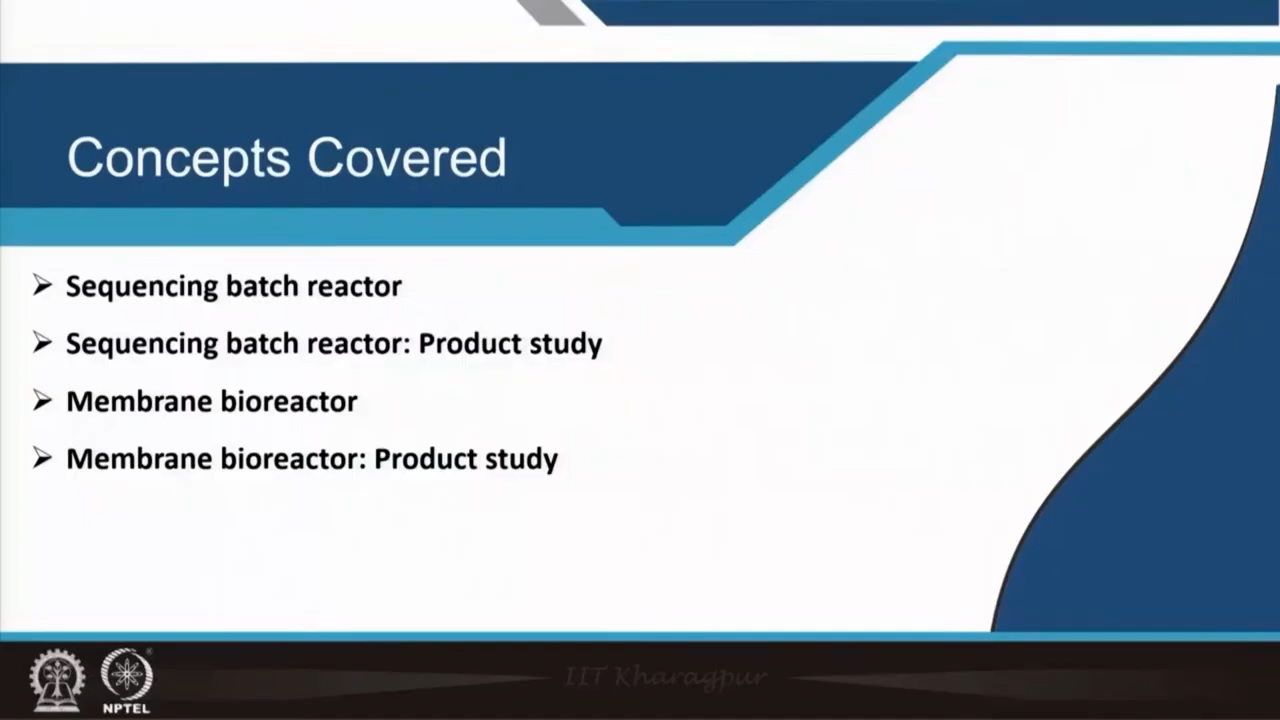 Concepts Covered
➢ Sequencing batch reactor
➢ Sequencing batch reactor: Product study
➢ Membrane bioreactor
➢ Membrane bioreactor: Product study
IIT Kharagpur
NPTEL